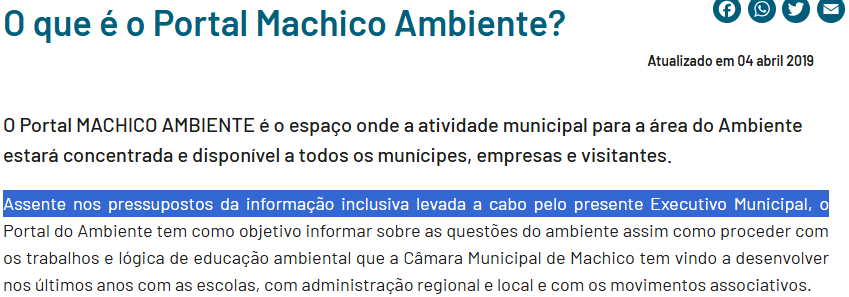 O que é o Portal Machico Ambiente?
Atualizado em 04 abril 2019
O Portal MACHICO AMBIENTE é o espaço onde a atividade municipal para a área do Ambiente
estará concentrada e disponível a todos os munícipes, empresas e visitantes.
Assente nos pressupostos da informação inclusiva levada a cabo pelo presente Executivo Municipal, o
Portal do Ambiente tem como objetivo informar sobre as questões do ambiente assim como proceder com
os trabalhos e lógica de educação ambiental que a Câmara Municipal de Machico tem vindo a desenvolver
nos últimos anos com as escolas, com administração regional e local e com os movimentos associativos.